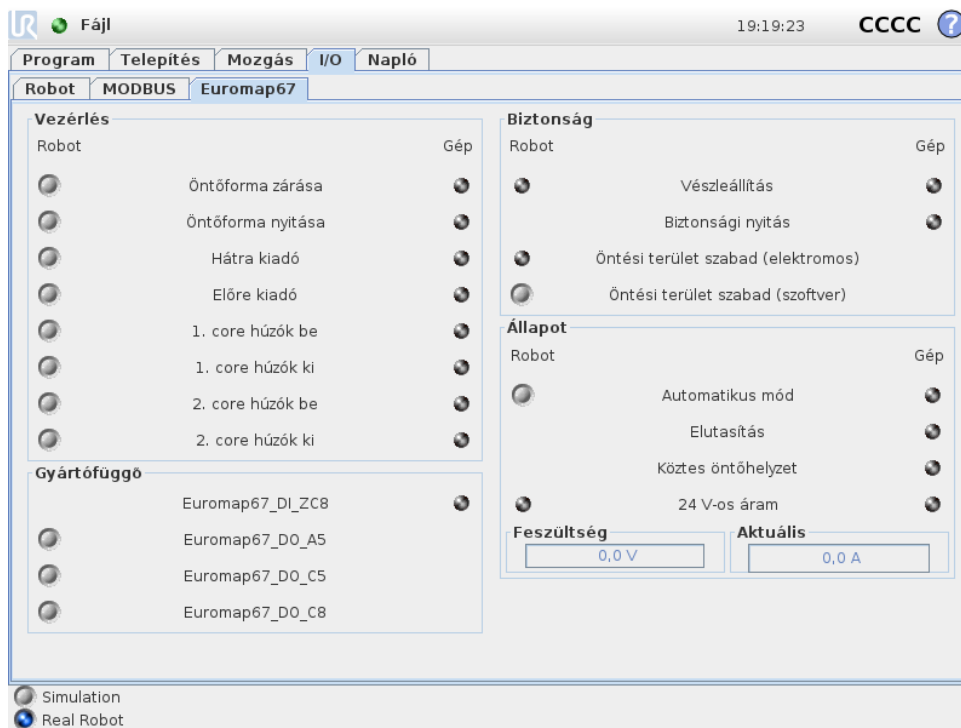 UR Fájl 19:19:23 CCCC ?
Program Telepítés Mozgás I/O Napló
Robot MODBUS Euromap67
Vezérlés
Robot Gép
Öntőforma zárása
Öntőforma nyitása
Hátra kiadó
Előre kiadó
1. core húzók be
1. core húzók ki
2. core húzók be
2. core húzók ki
Gyártófüggő
Euromap67_DI_ZC8
Euromap67_DO_A5
Euromap67_DO_C5
Euromap67_DO_C8
Biztonság
Robot Gép
Vészleállítás
Biztonsági nyitás
Öntési terület szabad (elektromos)
Öntési terület szabad (szoftver)
Állapot
Robot Gép
Automatikus mód
Elutasítás
Köztes öntőhelyzet
24 V-os áram
Feszültség Aktuális
0,0 V 0,0 A
Simulation
Real Robot